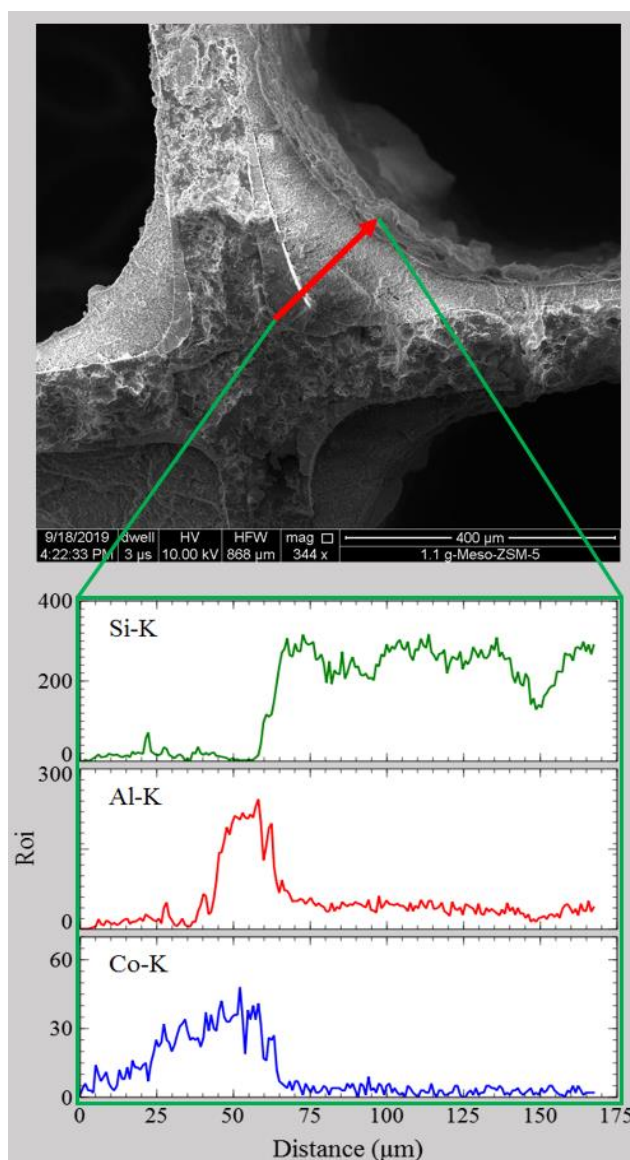 9/18/2019 dwell HV HFW mag □ 400 µm
4:22:33 PM 3 µs 10.00 kV 868 µm 344 x 1.1 g-Meso-ZSM-5
400
Si-K
200
0
300
Al-K
Roi
0
60
Co-K
30
0
0 25 50 75 100 125 150 175
Distance (µm)